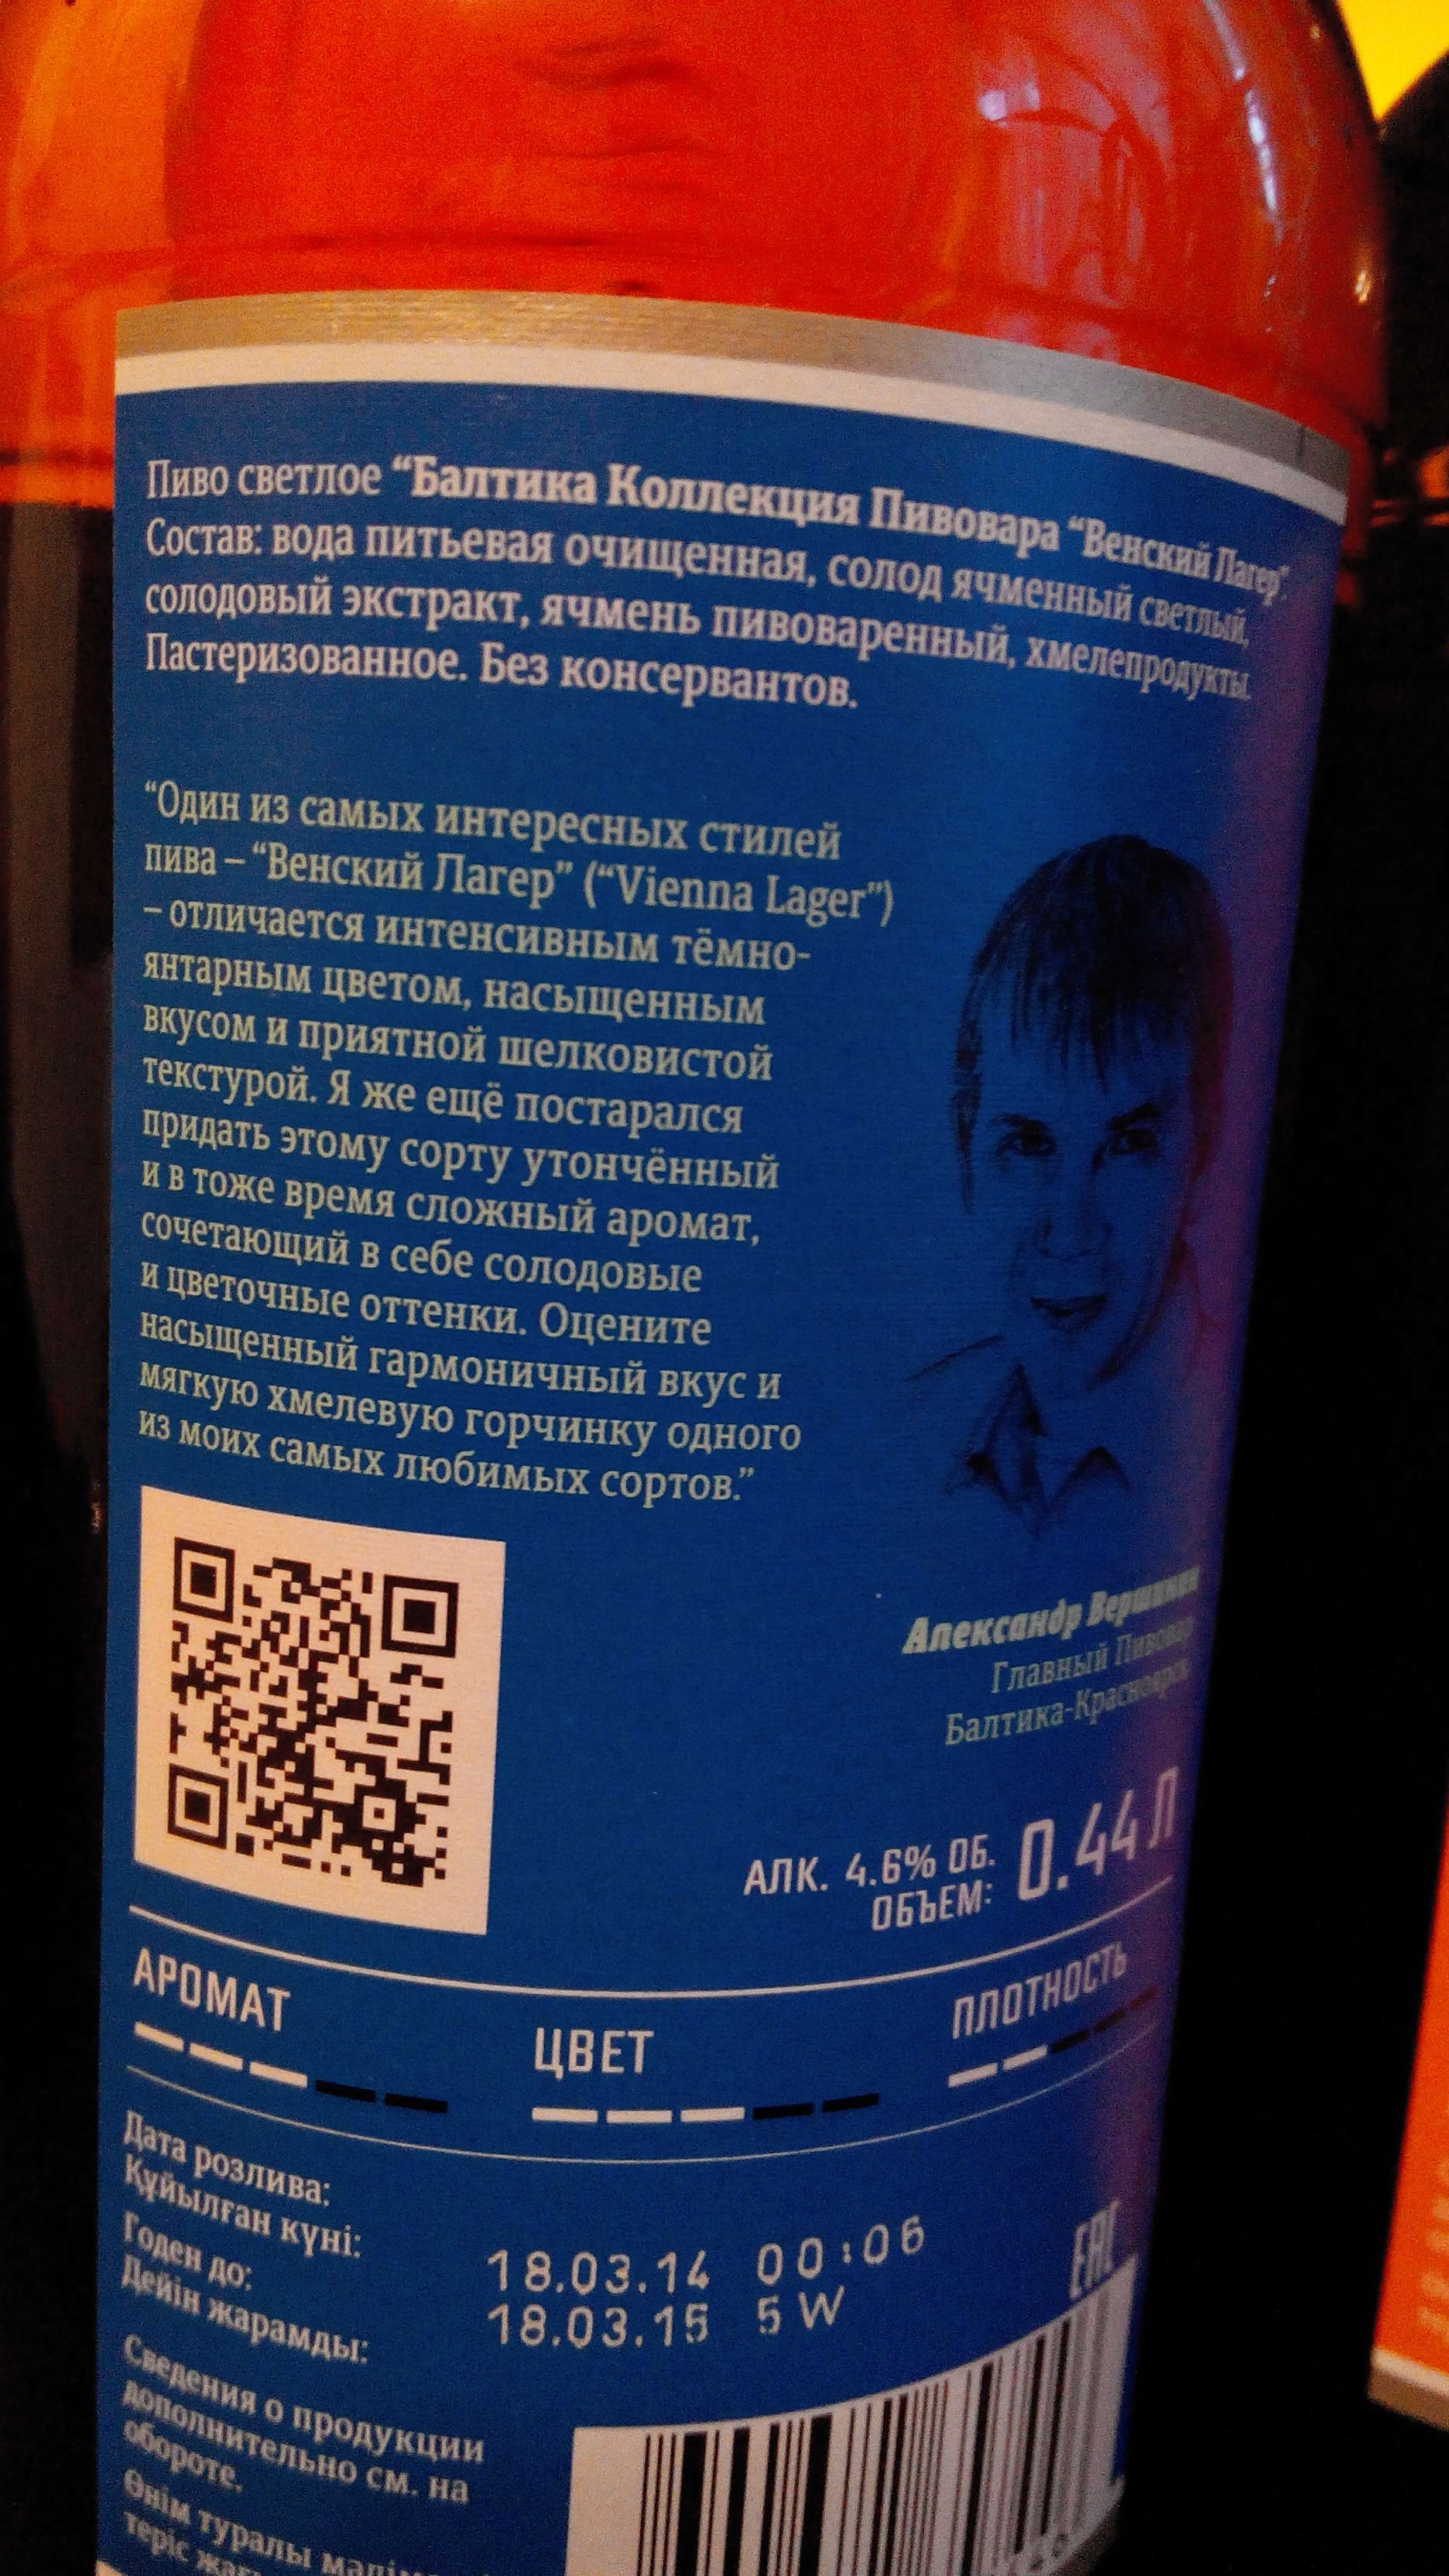 Пиво светлое “Балтика Коллекция Пивовара “Венский Лагер”.
Состав: вода питьевая очищенная, солод ячменный светлый,
солодовый экстракт, ячмень пивоваренный, хмелепродукты.
Пастеризованное. Без консервантов.
“Один из самых интересных стилей
пива – “Венский Лагер” (“Vienna Lager”)
– отличается интенсивным тёмно-
янтарным цветом, насыщенным
вкусом и приятной шелковистой
текстурой. Я же ещё постарался
придать этому сорту утончённый
и в тоже время сложный аромат,
сочетающий в себе солодовые
и цветочные оттенки. Оцените
насыщенный гармоничный вкус и
мягкую хмелевую горчинку одного
из моих самых любимых сортов.”
Александр
Главный Пивовар
Балтика-Красноярск
АЛК. 4.6% ОБ.
ОБЪЕМ: 0.44 Л
АРОМАТ
ЦВЕТ
ПЛОТНОСТЬ
Дата розлива:
Құйылған күні:
Годен до:
Дейін жарамды:
18.03.14 00:06
18.03.15 5 W
EAC
Сведения о продукции
дополнительно см. на
обороте.
Өнім туралы
теріс